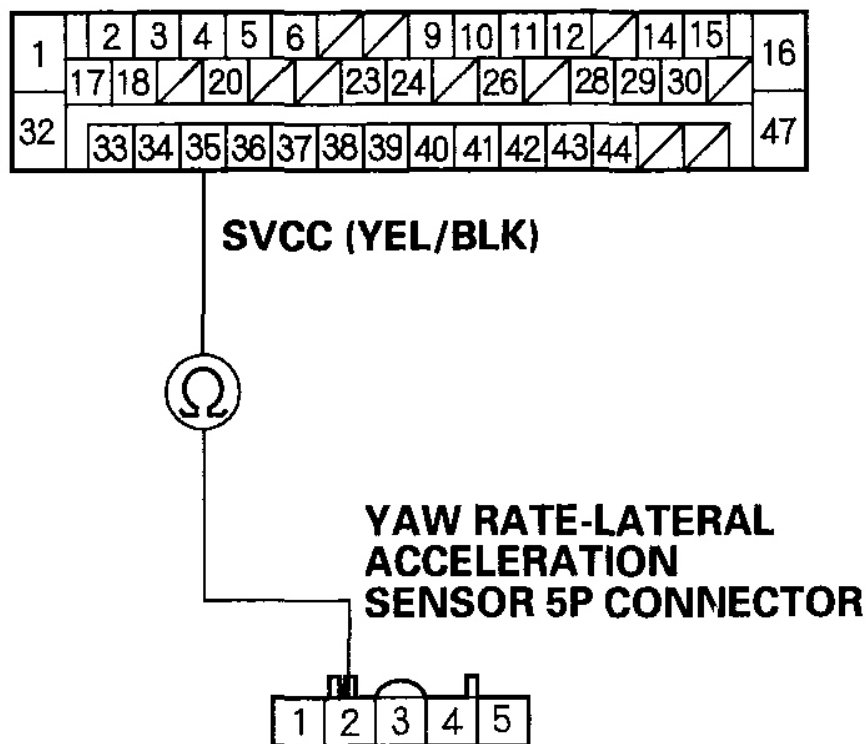 1 2 3 4 5 6 9 10 11 12 14 15 16
17 18 20 23 24 26 28 29 30
32 33 34 35 36 37 38 39 40 41 42 43 44 47
SVCC (YEL/BLK)
Ω
YAW RATE-LATERAL
ACCELERATION
SENSOR 5P CONNECTOR
1 2 3 4 5